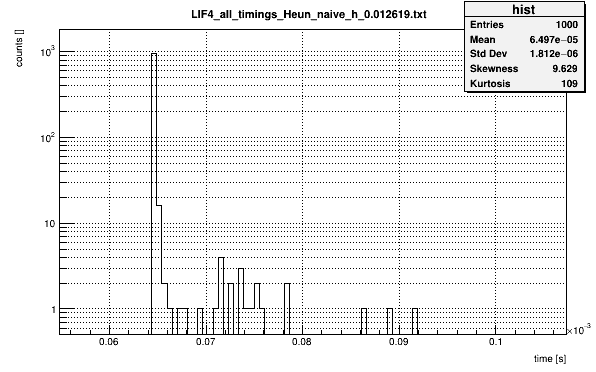 LIF4_all_timings_Heun_naive_h_0.012619.txt
hist
Entries 1000
Mean 6.497e−05
Std Dev 1.812e−06
Skewness 9.629
Kurtosis 109
counts []
10³
10²
10
1
0.06 0.07 0.08 0.09 0.1
×10⁻³
time [s]